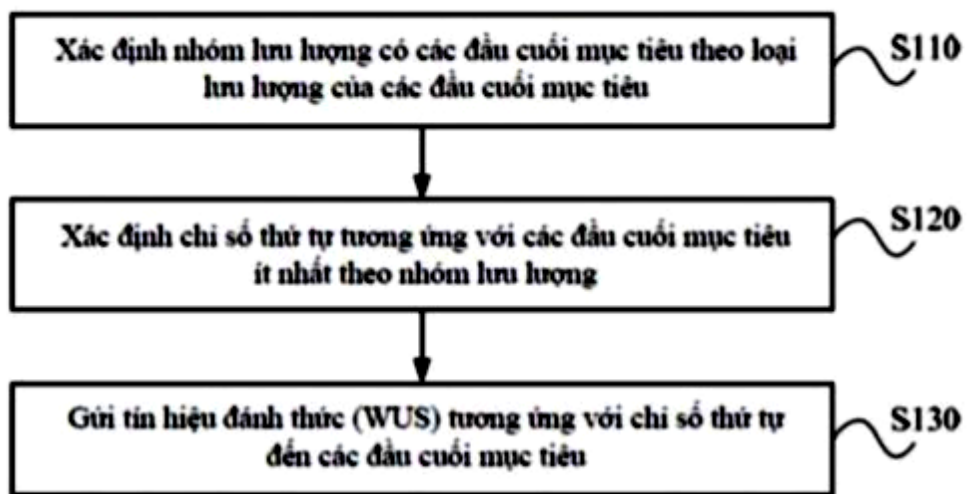 Xác định nhóm lưu lượng có các đầu cuối mục tiêu theo loại
lưu lượng của các đầu cuối mục tiêu
S110
Xác định chỉ số thứ tự tương ứng với các đầu cuối mục tiêu
ít nhất theo nhóm lưu lượng
S120
Gửi tín hiệu đánh thức (WUS) tương ứng với chỉ số thứ tự
đến các đầu cuối mục tiêu
S130